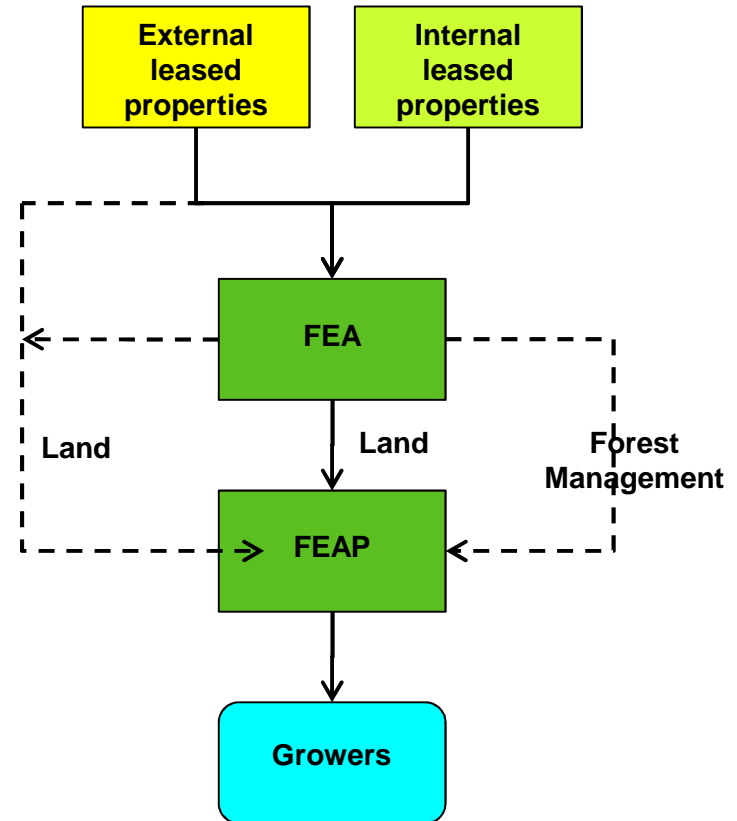 External
leased
properties
Internal
leased
properties
FEA
Land
Land
Forest
Management
FEAP
Growers